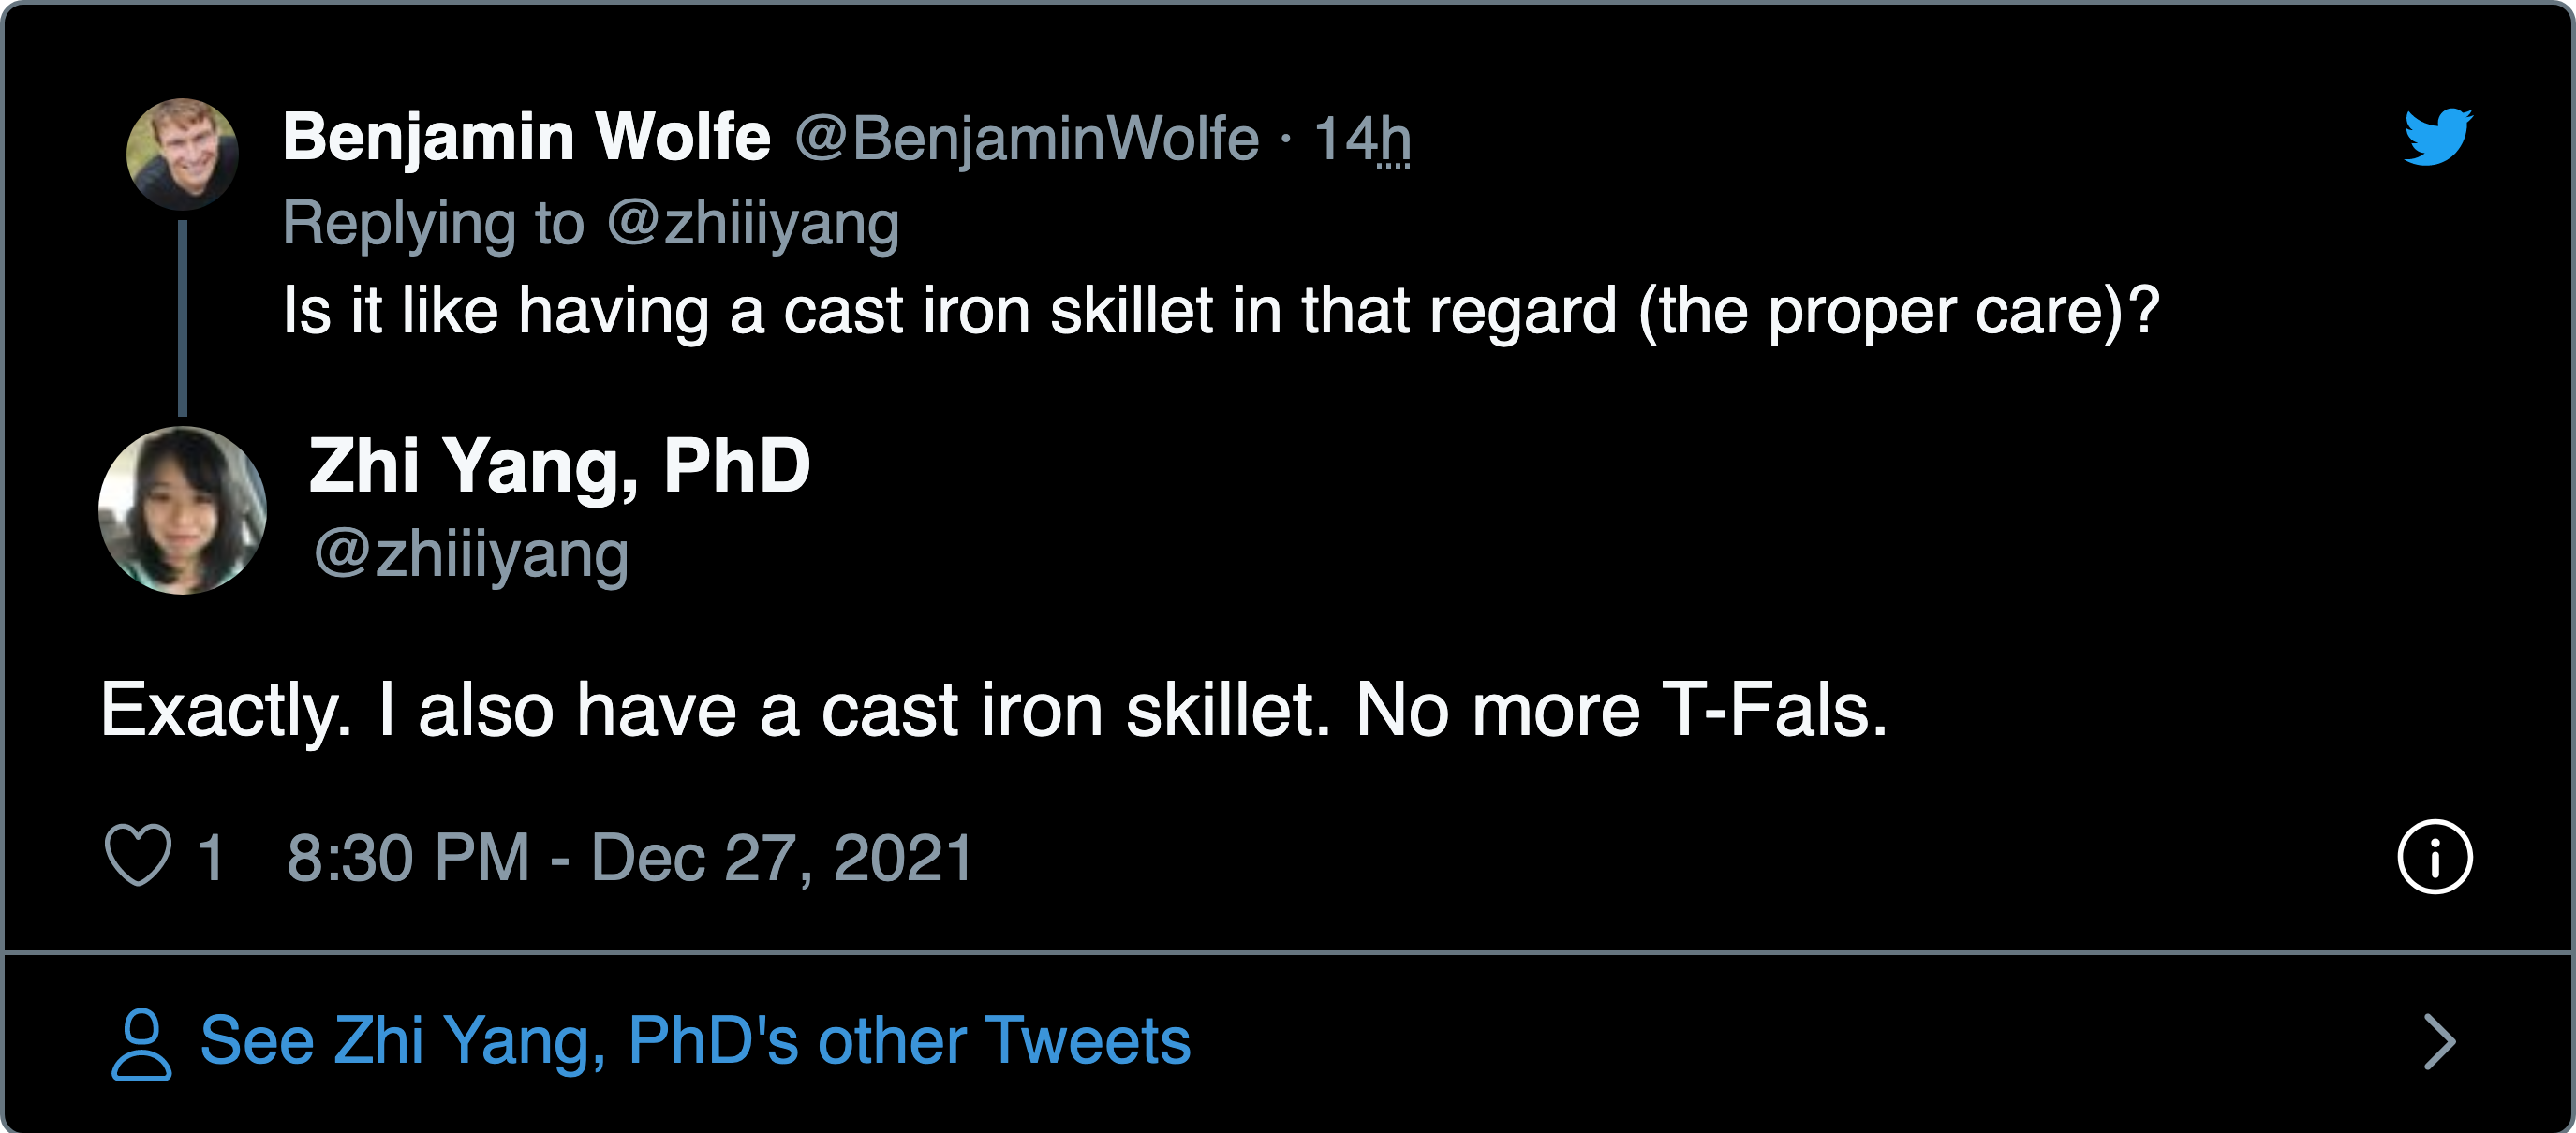 Benjamin Wolfe @BenjaminWolfe · 14h
Replying to @zhiiiyang
Is it like having a cast iron skillet in that regard (the proper care)?
Zhi Yang, PhD
@zhiiiyang
Exactly. I also have a cast iron skillet. No more T-Fals.
1 8:30 PM - Dec 27, 2021
See Zhi Yang, PhD's other Tweets